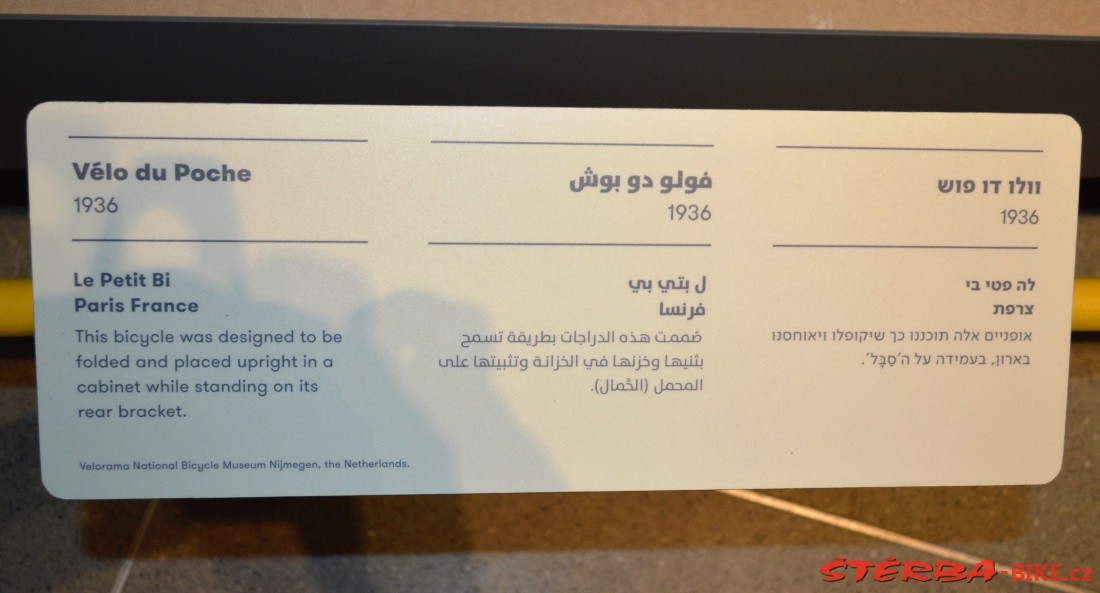 Vélo du Poche
1936
Le Petit Bi
Paris France
This bicycle was designed to be
folded and placed upright in a
cabinet while standing on its
rear bracket.
Velorama National Bicycle Museum Nijmegen, the Netherlands.
فولو دو بوش
1936
ل بتي بي
فرنسا
صُممت هذه الدراجات بطريقة تسمح
بثنيها وخزنها في الخزانة وتثبيتها على
المحمل (الحُمال).
וולו דו פוש
1936
לה פטי בי
צרפת
אופניים אלה תוכננו כך שיקופלו ויאוחסנו
בארון, בעמידה על ה'סַבָּל'.
ŠTĚRBA-BIKE.cz